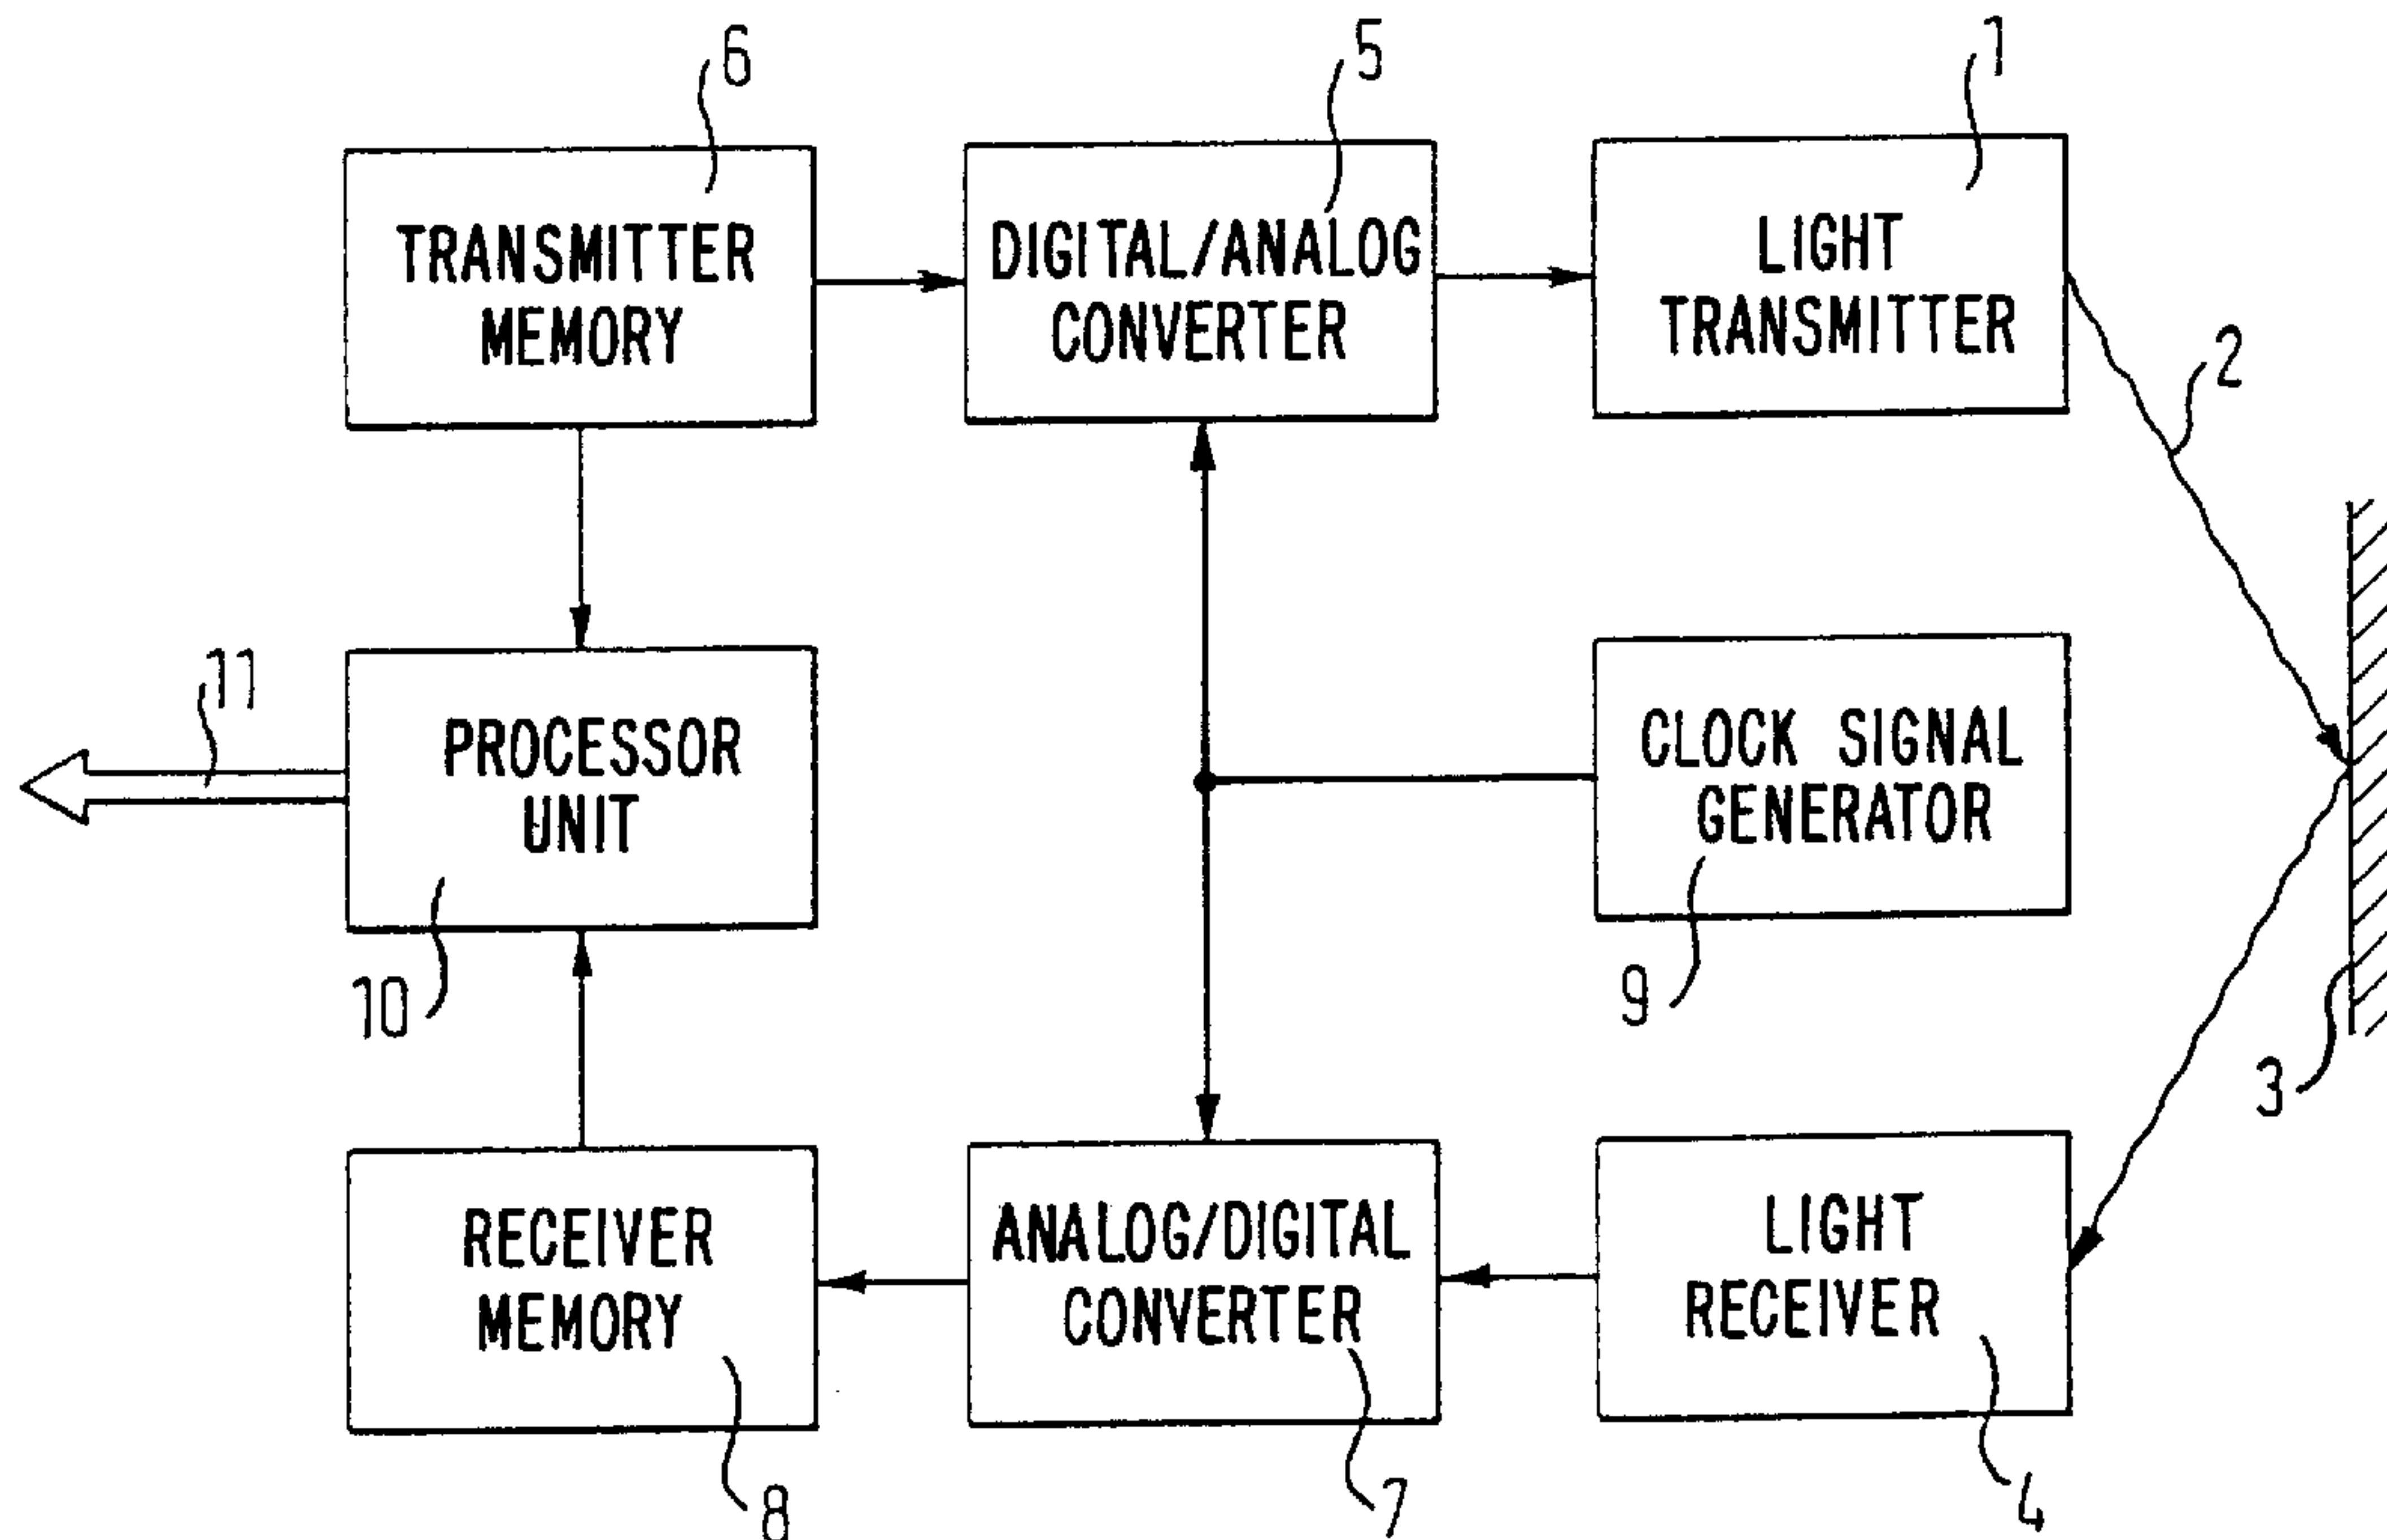 6
5
1
TRANSMITTER
MEMORY
DIGITAL/ANALOG
CONVERTER
LIGHT
TRANSMITTER
2
11
PROCESSOR
UNIT
CLOCK SIGNAL
GENERATOR
10
9
3
RECEIVER
MEMORY
ANALOG/DIGITAL
CONVERTER
LIGHT
RECEIVER
8
7
4